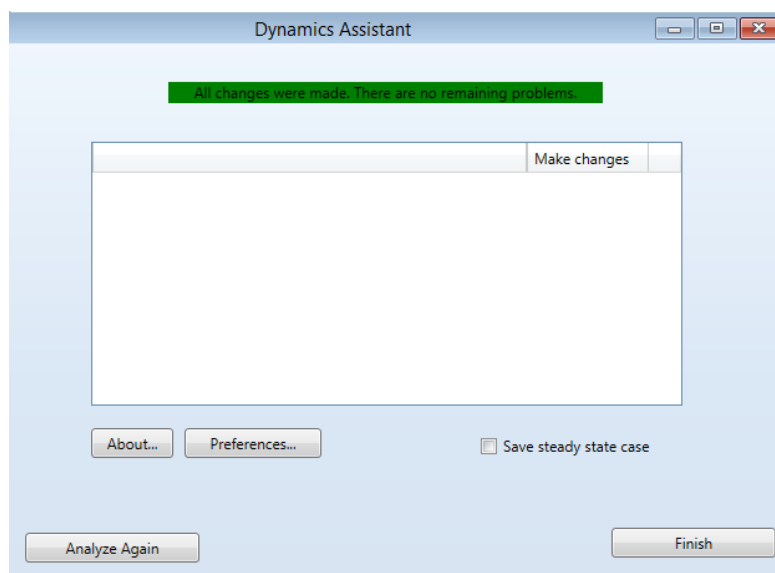 Dynamics Assistant
All changes were made. There are no remaining problems.
Make changes
About...
Preferences...
Save steady state case
Analyze Again
Finish